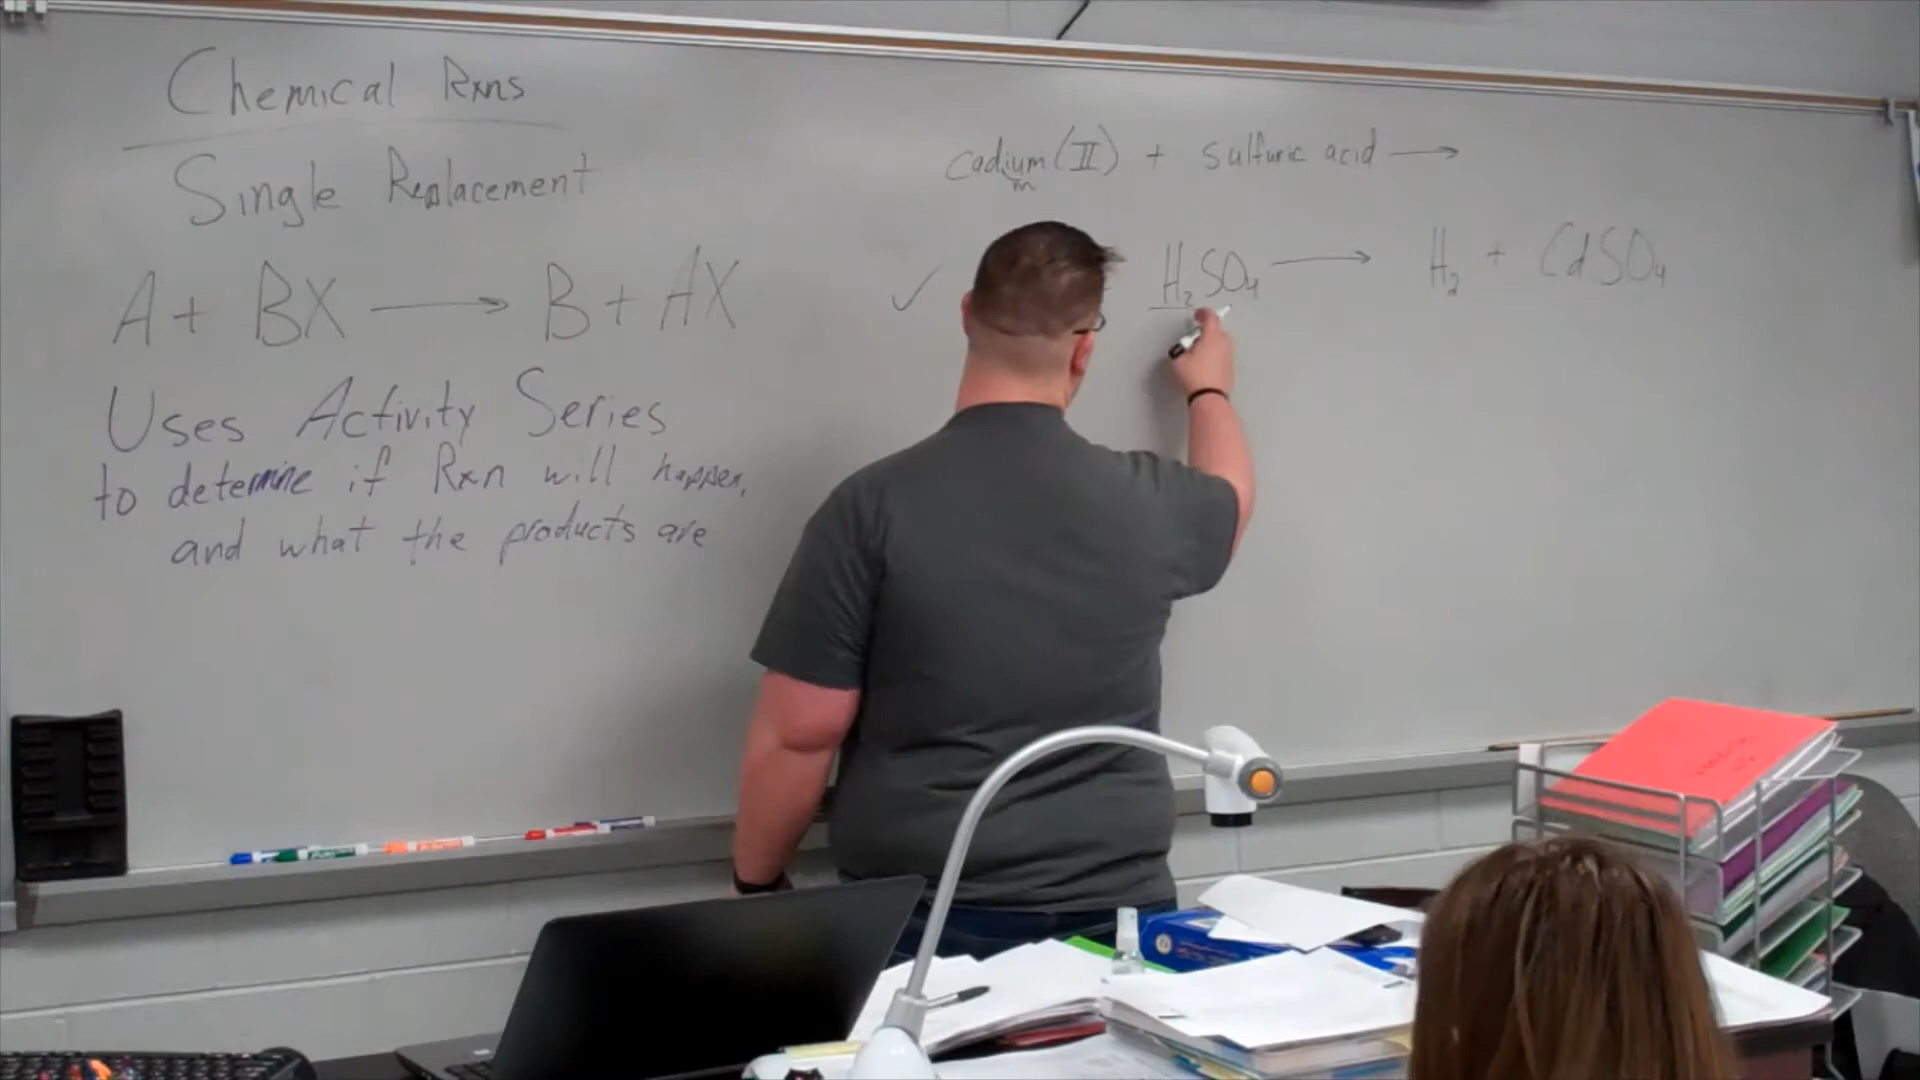 Chemical Rxns
Single Replacement
A + BX → B + AX
Uses Activity Series
to determine if Rxn will happen,
and what the products are
cadium (II) + sulfuric acid →
m
✓ H₂SO₄ → H₂ + CdSO₄